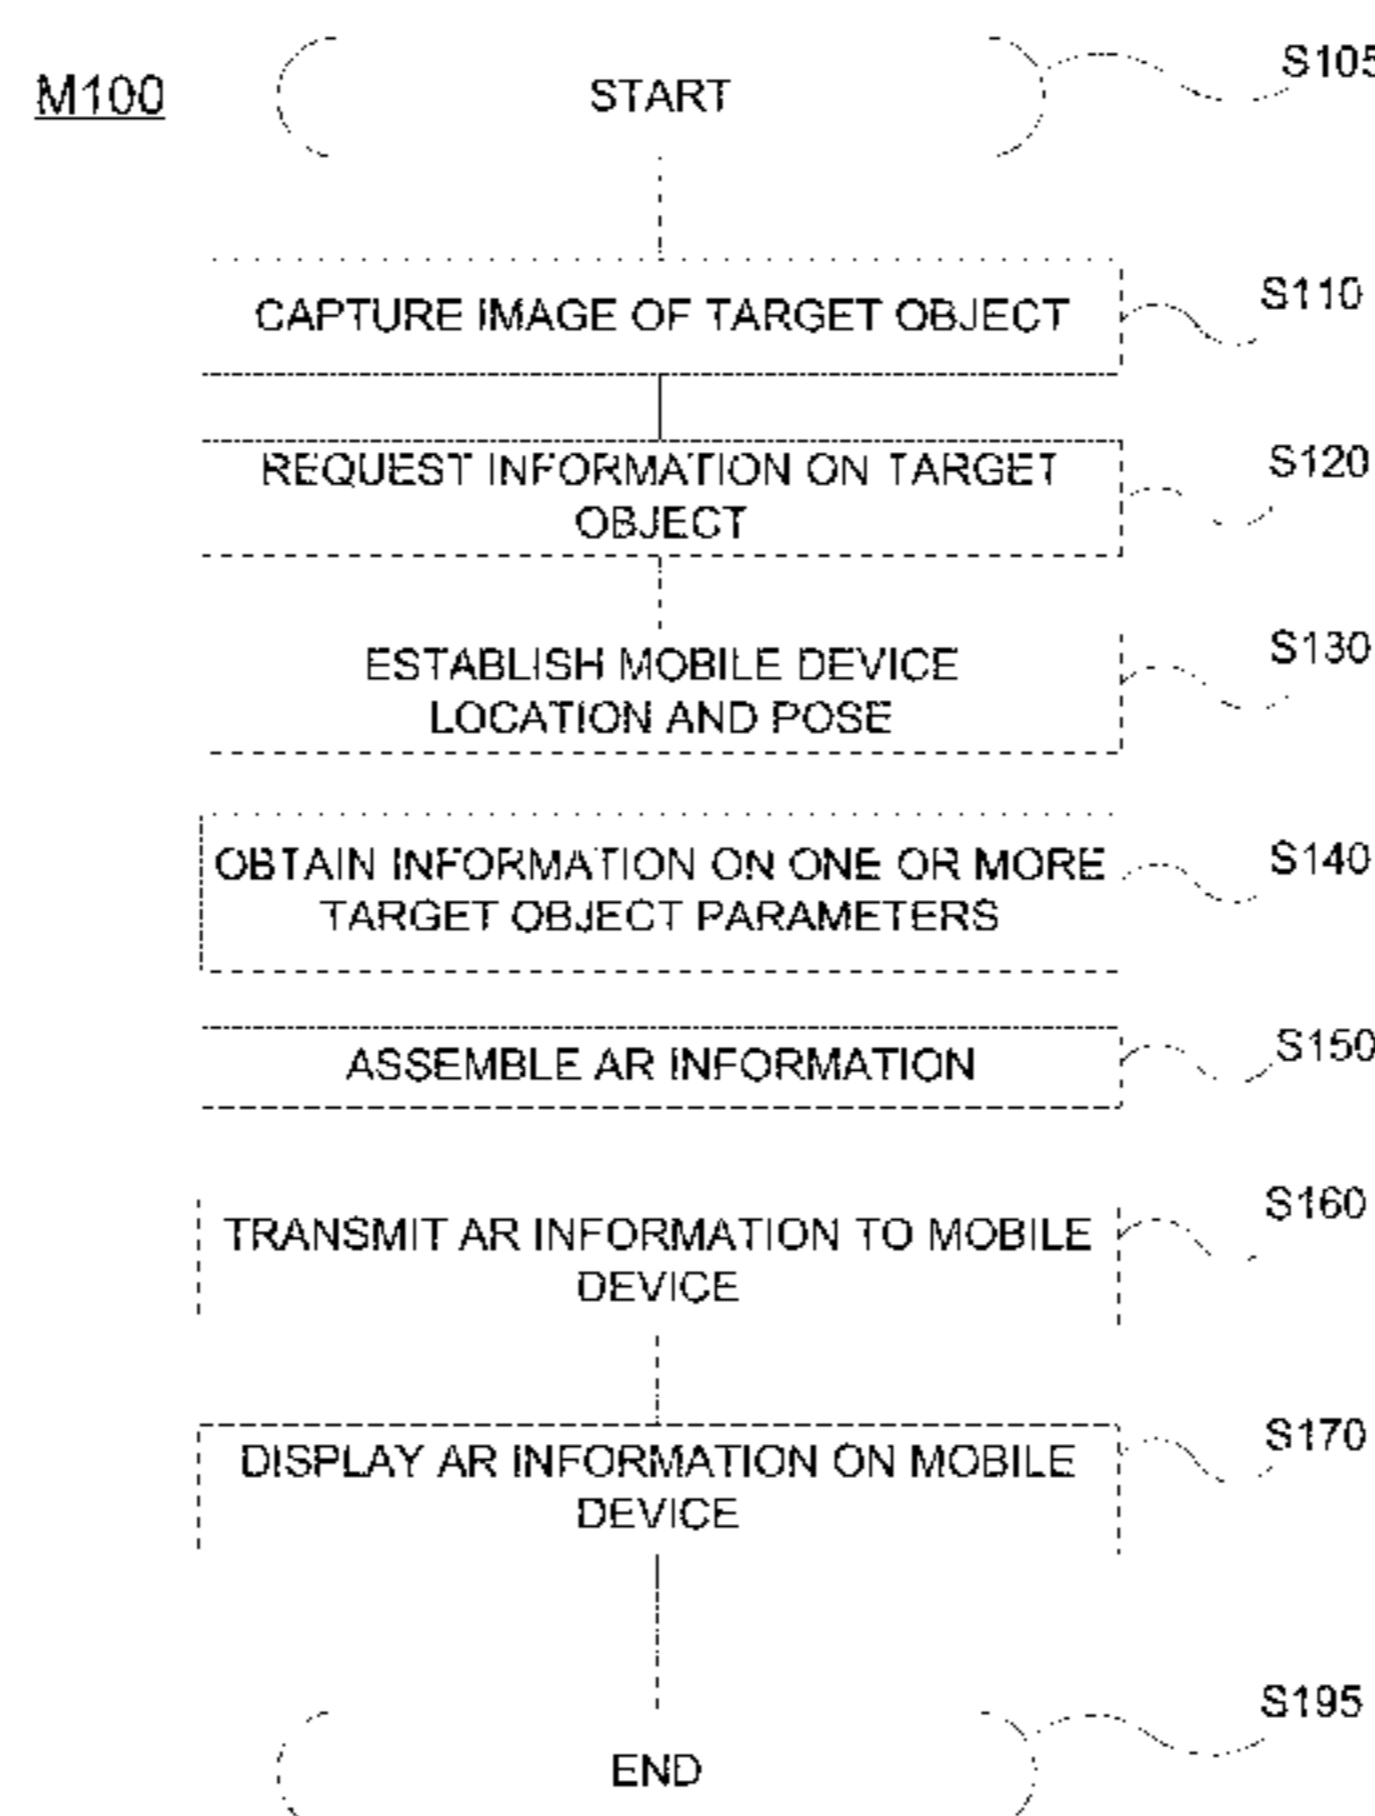 M100
START
S105
CAPTURE IMAGE OF TARGET OBJECT
S110
REQUEST INFORMATION ON TARGET
OBJECT
S120
ESTABLISH MOBILE DEVICE
LOCATION AND POSE
S130
OBTAIN INFORMATION ON ONE OR MORE
TARGET OBJECT PARAMETERS
S140
ASSEMBLE AR INFORMATION
S150
TRANSMIT AR INFORMATION TO MOBILE
DEVICE
S160
DISPLAY AR INFORMATION ON MOBILE
DEVICE
S170
END
S195